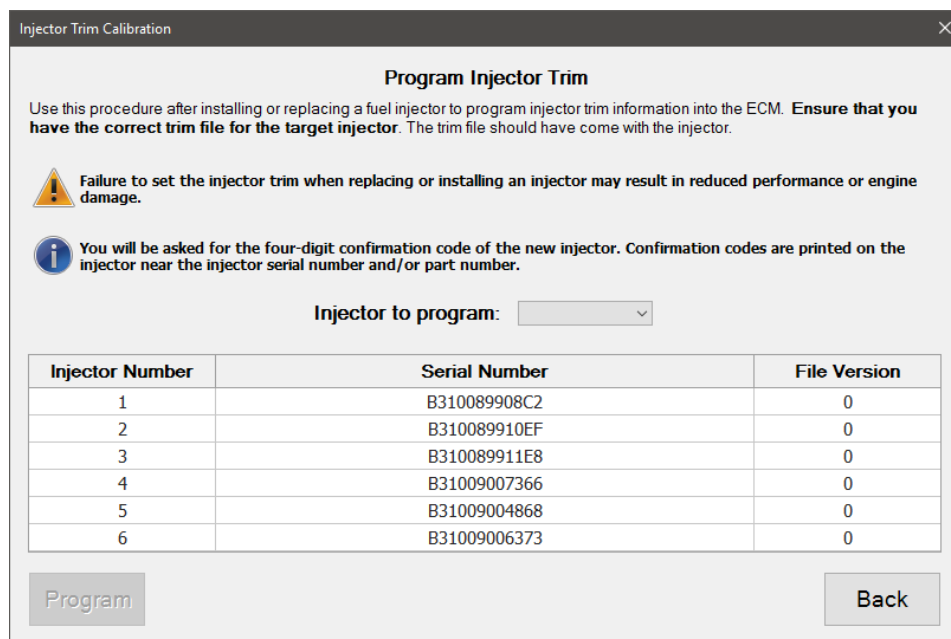 Injector Trim Calibration
Program Injector Trim
Use this procedure after installing or replacing a fuel injector to program injector trim information into the ECM. Ensure that you
have the correct trim file for the target injector. The trim file should have come with the injector.
Failure to set the injector trim when replacing or installing an injector may result in reduced performance or engine
damage.
You will be asked for the four-digit confirmation code of the new injector. Confirmation codes are printed on the
injector near the injector serial number and/or part number.
Injector to program:
Injector Number Serial Number File Version
1 B310089908C2 0
2 B310089910EF 0
3 B310089911E8 0
4 B31009007366 0
5 B31009004868 0
6 B31009006373 0
Program Back